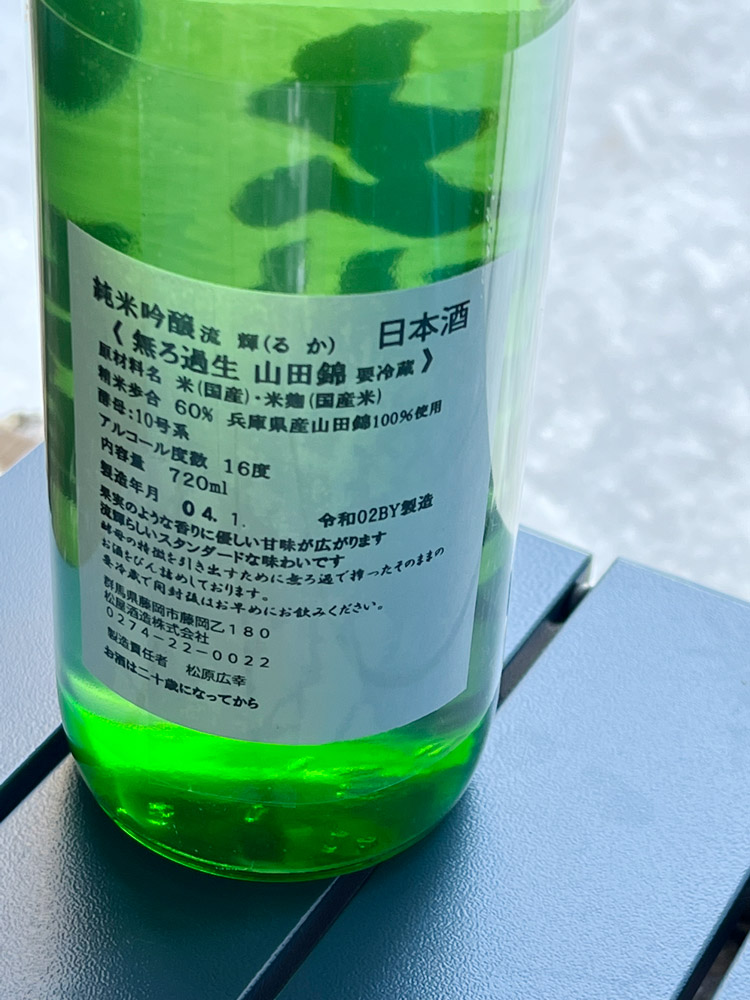 純米吟醸 流輝(るか) 日本酒
《無ろ過生 山田錦 要冷蔵》
原材料名 米(国産)・米麹(国産米)
精米歩合 60% 兵庫県産山田錦100%使用
酵母:10号系
アルコール度数 16度
内容量 720ml
製造年月 04.1. 令和02BY製造
果実のような香りに優しい甘味が広がります
流輝らしいスタンダードな味わいです
酵母の特徴を引き出すために無ろ過で搾ったそのままの
お酒をびん詰めしております。
要冷蔵で開封後はお早めにお飲みください。
群馬県藤岡市藤岡乙180
松屋酒造株式会社
0274-22-0022
製造責任者 松原広幸
お酒は二十歳になってから